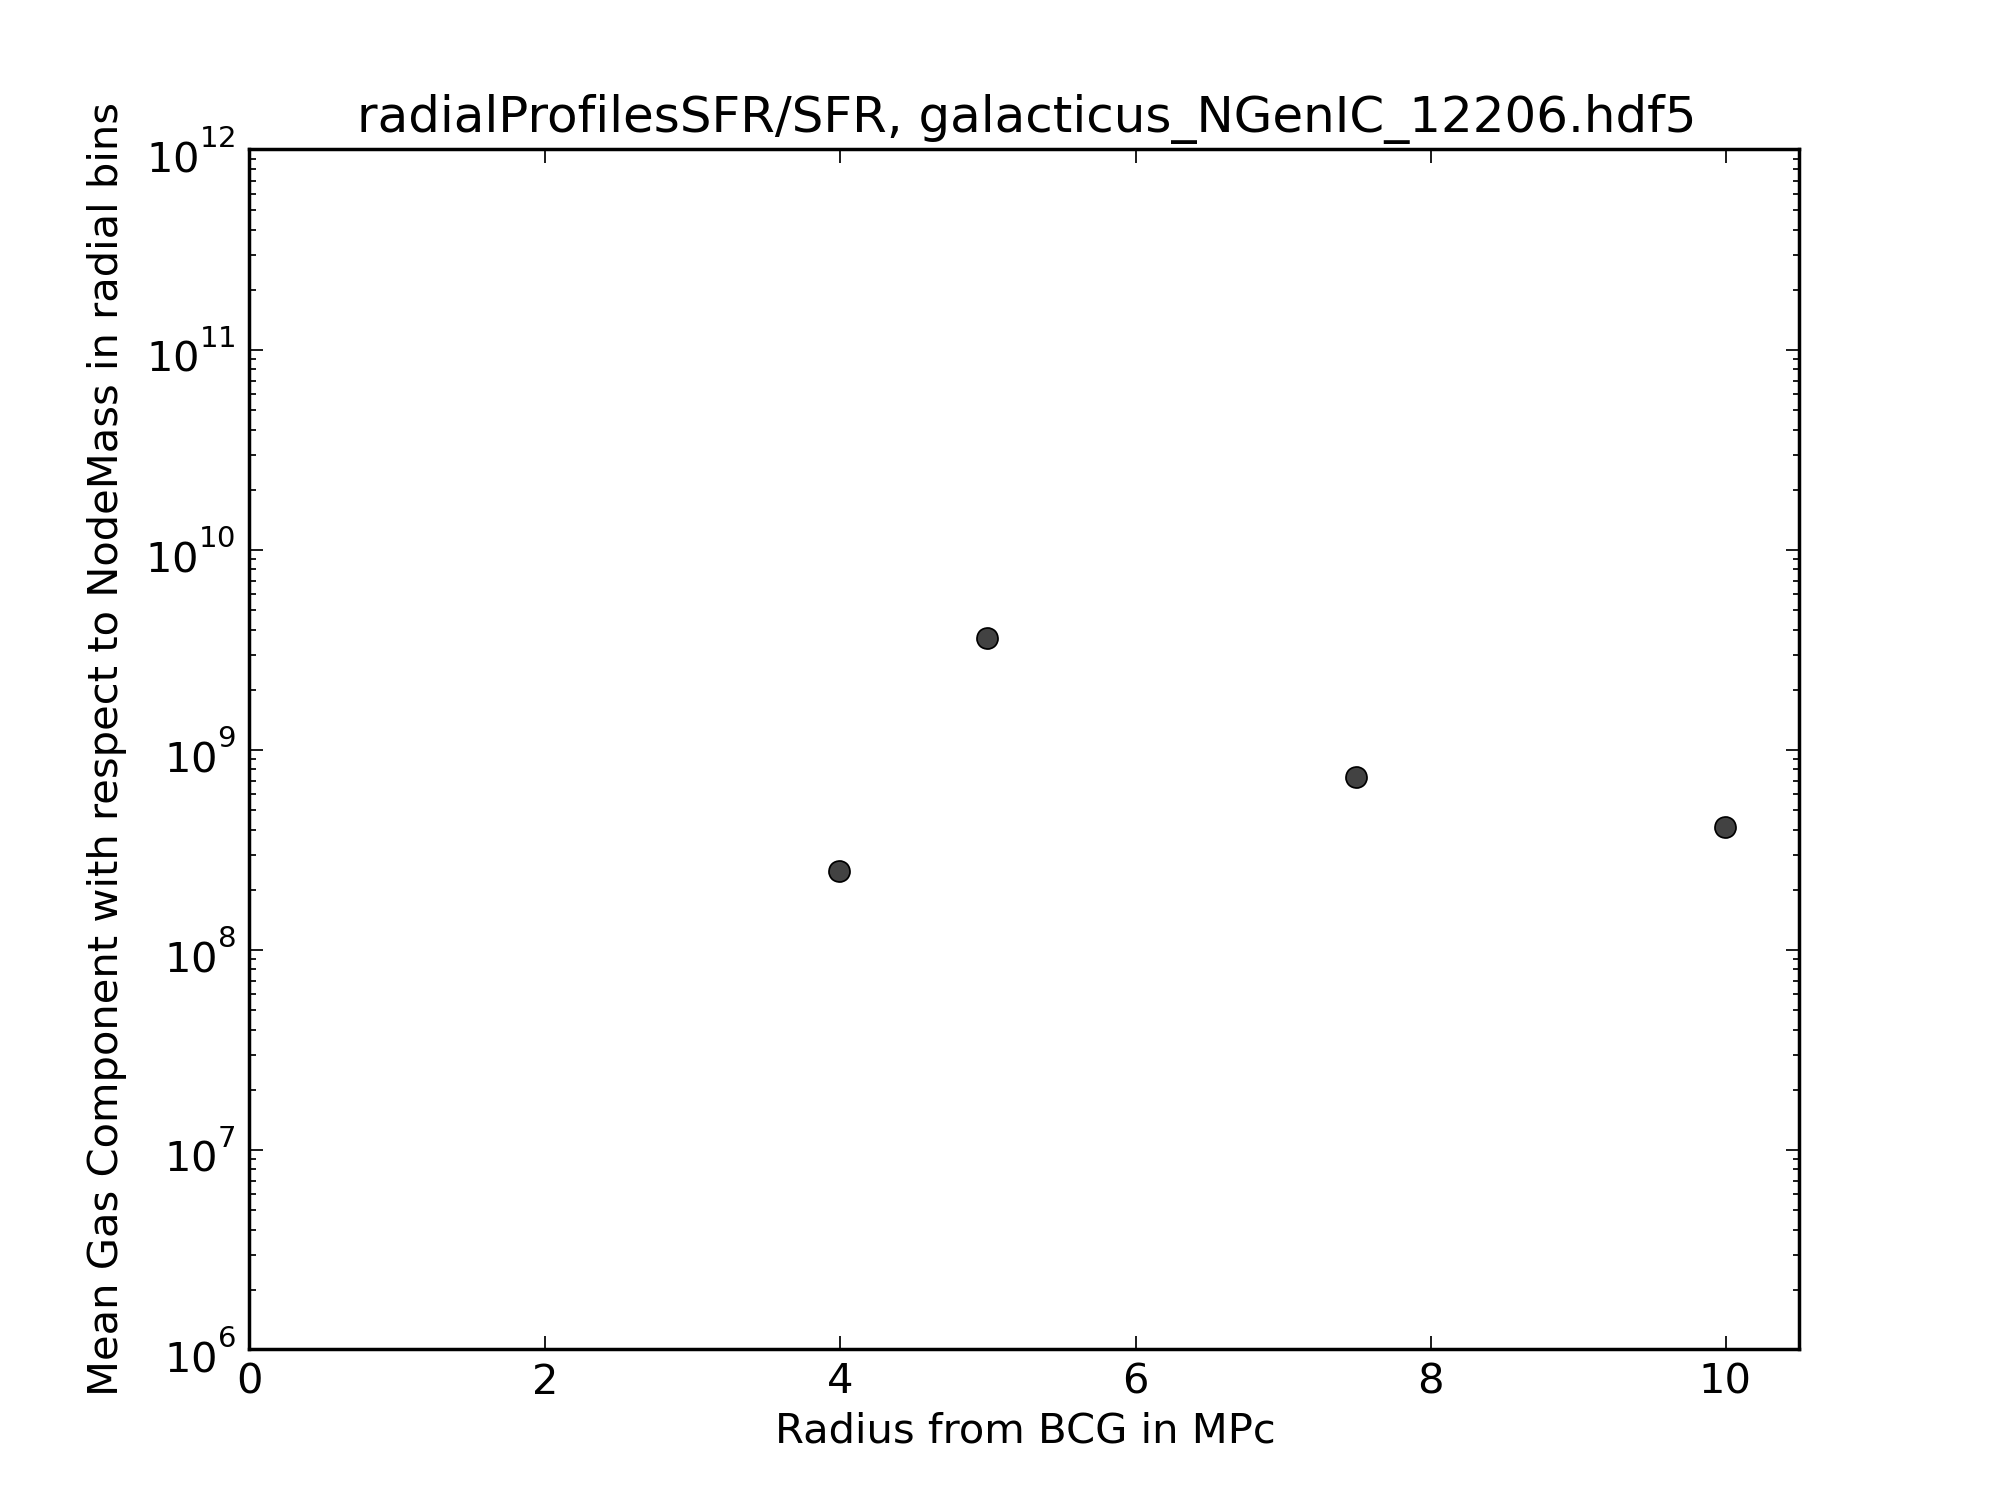 radialProfilesSFR/SFR, galacticus_NGenIC_12206.hdf5
Mean Gas Component with respect to NodeMass in radial bins
10^12
10^11
10^10
10^9
10^8
10^7
10^6
0 2 4 6 8 10
Radius from BCG in MPc